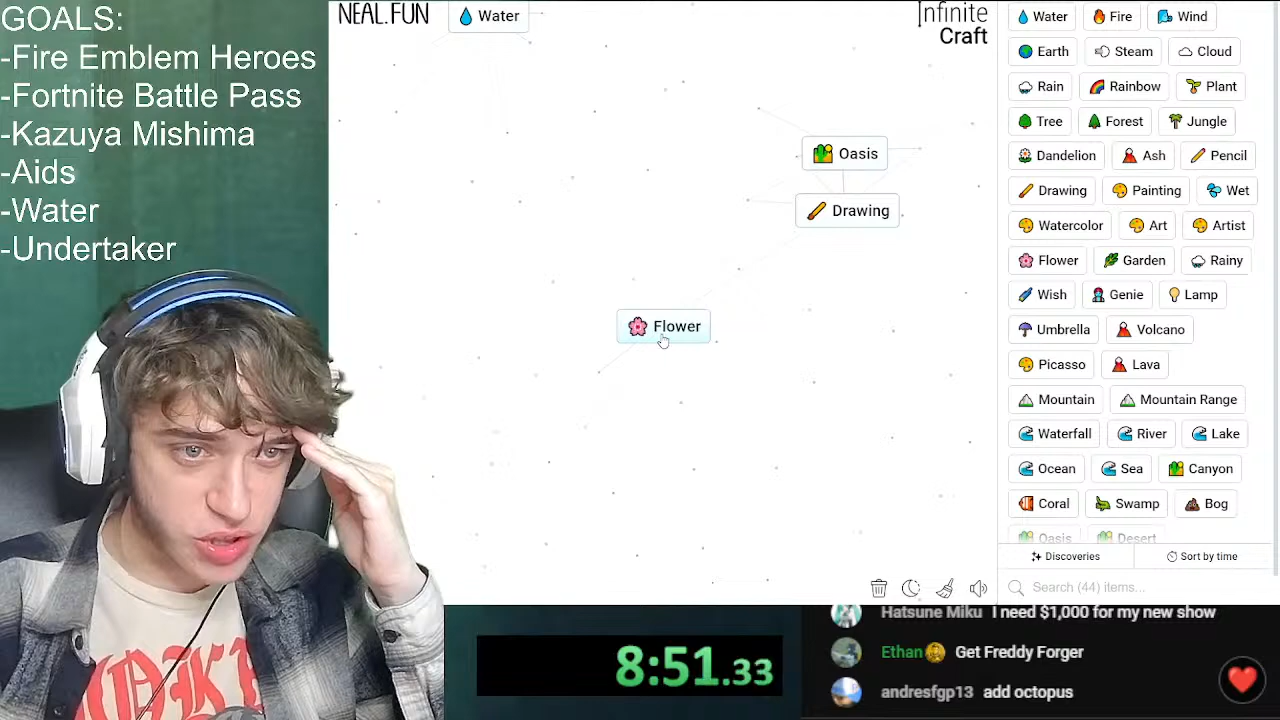 GOALS:
-Fire Emblem Heroes
-Fortnite Battle Pass
-Kazuya Mishima
-Aids
-Water
-Undertaker
NEAL.FUN
Water
Infinite
Craft
Oasis
Drawing
Flower
Water Fire Wind
Earth Steam Cloud
Rain Rainbow Plant
Tree Forest Jungle
Dandelion Ash Pencil
Drawing Painting Wet
Watercolor Art Artist
Flower Garden Rainy
Wish Genie Lamp
Umbrella Volcano
Picasso Lava
Mountain Mountain Range
Waterfall River Lake
Ocean Sea Canyon
Coral Swamp Bog
Oasis Desert
Discoveries Sort by time
Search (44) items...
8:51.33
Hatsune Miku I need $1,000 for my new show
Ethan Get Freddy Forger
andresfgp13 add octopus